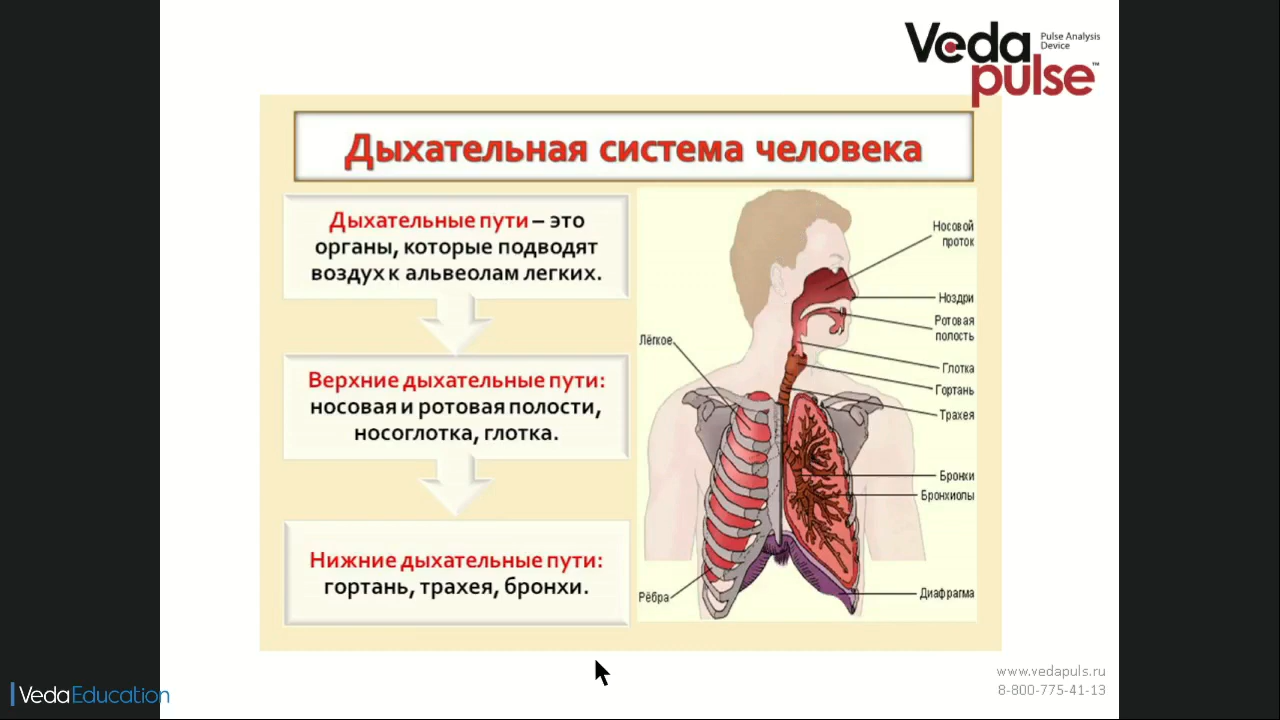 Veda
pulse™
Pulse Analysis
Device
Дыхательная система человека
Дыхательные пути – это
органы, которые подводят
воздух к альвеолам легких.
Верхние дыхательные пути:
носовая и ротовая полости,
носоглотка, глотка.
Нижние дыхательные пути:
гортань, трахея, бронхи.
Носовой
проток
Ноздри
Ротовая
полость
Лёгкое
Глотка
Гортань
Трахея
Бронхи
Бронхиолы
Диафрагма
Рёбра
www.vedapuls.ru
8-800-775-41-13
VedaEducation